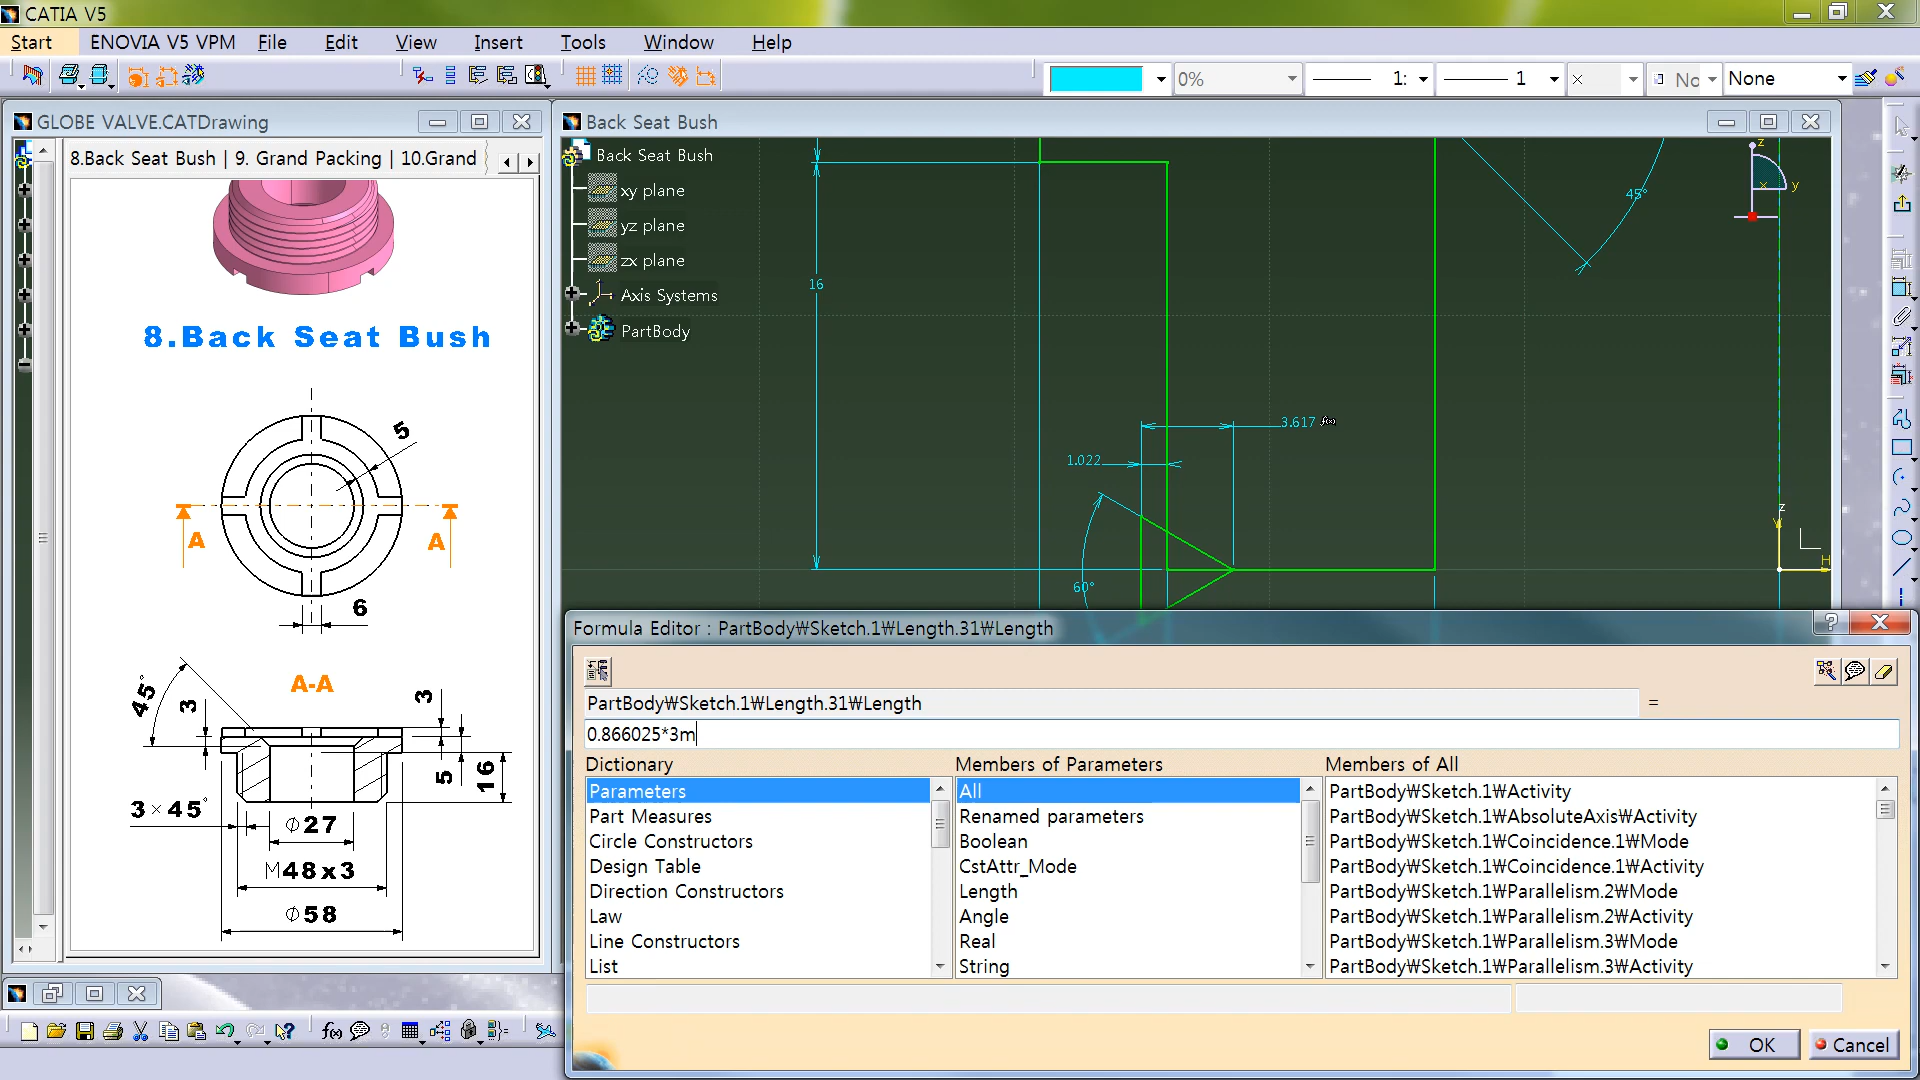 CATIA V5
Start ENOVIA V5 VPM File Edit View Insert Tools Window Help
0% 1: 1 × No None
GLOBE VALVE.CATDrawing
8.Back Seat Bush | 9. Grand Packing | 10.Grand
8.Back Seat Bush
5
A A
6
A-A
45°
3
3
5
16
3×45°
∅27
M48x3
∅58
Back Seat Bush
Back Seat Bush
xy plane
yz plane
zx plane
Axis Systems
PartBody
16
45°
3.617 f(x)
1.022
60°
z
y
x
z
V
H
Formula Editor : PartBody₩Sketch.1₩Length.31₩Length
PartBody₩Sketch.1₩Length.31₩Length =
0.866025*3m
Dictionary
Parameters
Part Measures
Circle Constructors
Design Table
Direction Constructors
Law
Line Constructors
List
Members of Parameters
All
Renamed parameters
Boolean
CstAttr_Mode
Length
Angle
Real
String
Members of All
PartBody₩Sketch.1₩Activity
PartBody₩Sketch.1₩AbsoluteAxis₩Activity
PartBody₩Sketch.1₩Coincidence.1₩Mode
PartBody₩Sketch.1₩Coincidence.1₩Activity
PartBody₩Sketch.1₩Parallelism.2₩Mode
PartBody₩Sketch.1₩Parallelism.2₩Activity
PartBody₩Sketch.1₩Parallelism.3₩Mode
PartBody₩Sketch.1₩Parallelism.3₩Activity
OK Cancel
f(x)